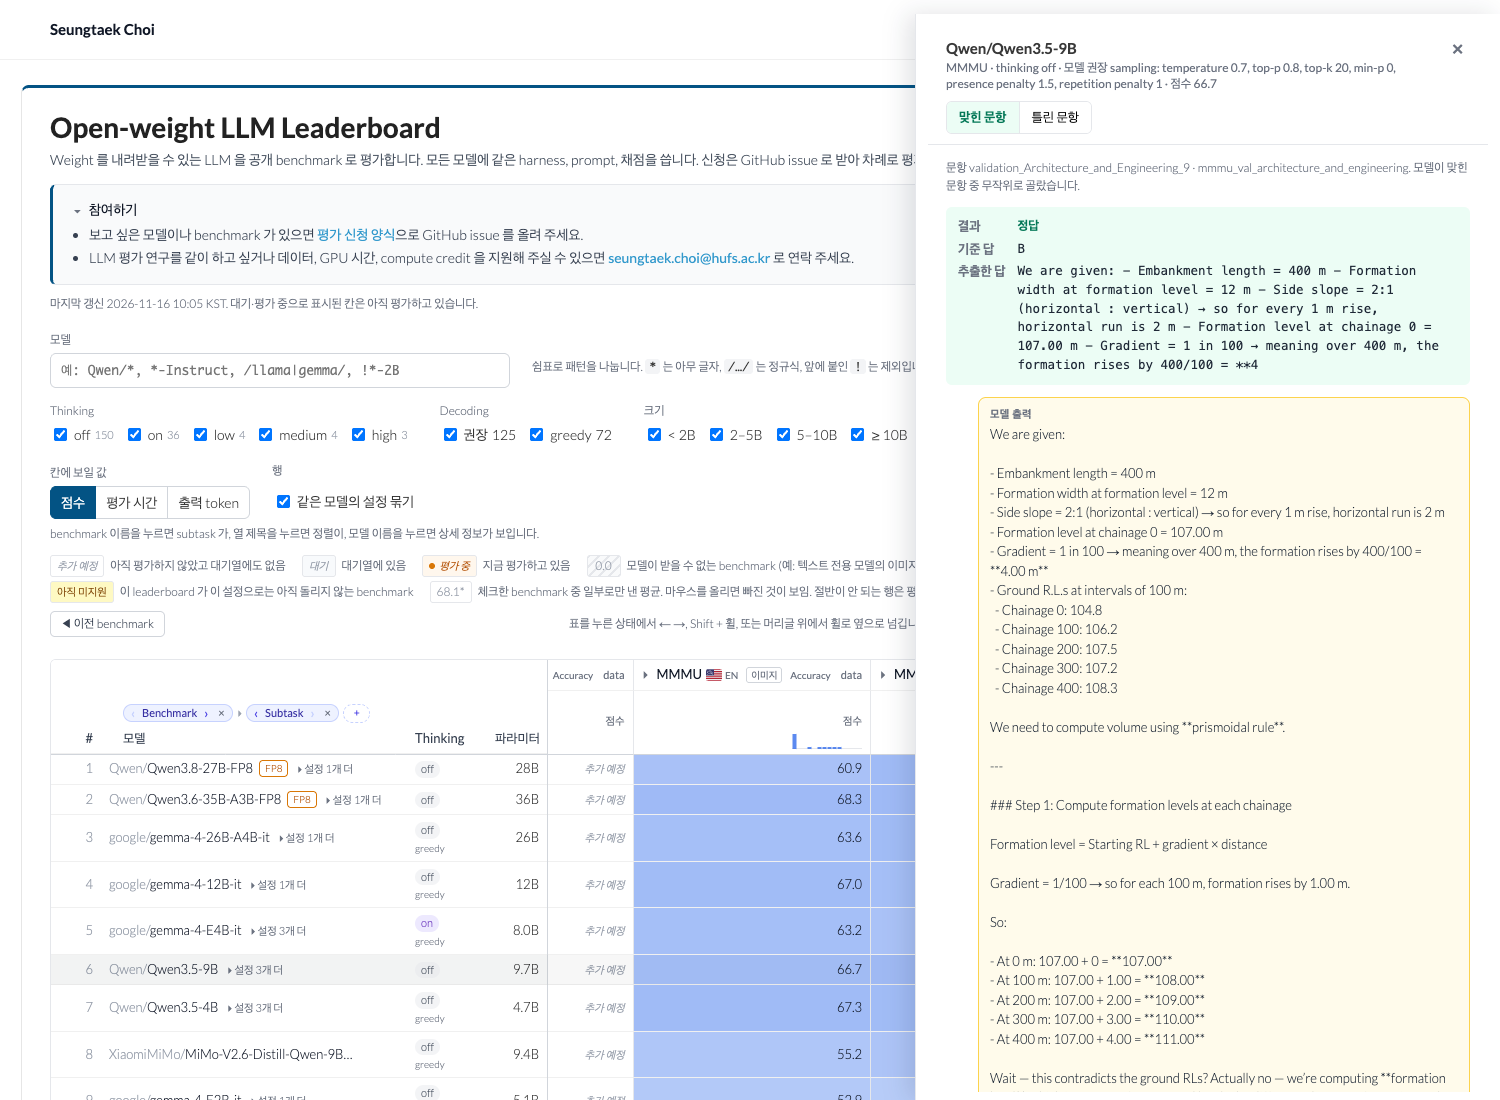 Seungtaek Choi
Open-weight LLM Leaderboard
Weight 를 내려받을 수 있는 LLM 을 공개 benchmark 로 평가합니다. 모든 모델에 같은 harness, prompt, 채점을 씁니다. 신청은 GitHub issue 로 받아 차례로 평
참여하기
보고 싶은 모델이나 benchmark 가 있으면 평가 신청 양식으로 GitHub issue 를 올려 주세요.
LLM 평가 연구를 같이 하고 싶거나 데이터, GPU 시간, compute credit 을 지원해 주실 수 있으면 seungtaek.choi@hufs.ac.kr 로 연락 주세요.
마지막 갱신 2026-11-16 10:05 KST. 대기·평가 중으로 표시된 칸은 아직 평가하고 있습니다.
모델
예: Qwen/*, *-Instruct, /llama|gemma/, !*-2B
쉼표로 패턴을 나눕니다. * 는 아무 글자, /…/ 는 정규식, 앞에 붙인 ! 는 제외입니
Thinking Decoding 크기
off 150 on 36 low 4 medium 4 high 3 권장 125 greedy 72 < 2B 2–5B 5–10B ≥ 10B
칸에 보일 값 행
점수 평가 시간 출력 token 같은 모델의 설정 묶기
benchmark 이름을 누르면 subtask 가, 열 제목을 누르면 정렬이, 모델 이름을 누르면 상세 정보가 보입니다.
추가 예정 아직 평가하지 않았고 대기열에도 없음 대기 대기열에 있음 평가 중 지금 평가하고 있음 0.0 모델이 받을 수 없는 benchmark (예: 텍스트 전용 모델의 이미지
아직 미지원 이 leaderboard 가 이 설정으로는 아직 돌리지 않는 benchmark 68.1* 체크한 benchmark 중 일부로만 낸 평균. 마우스를 올리면 빠진 것이 보임. 절반이 안 되는 행은 평
◀ 이전 benchmark 표를 누른 상태에서 ←→, Shift + 휠, 또는 머리글 위에서 휠로 옆으로 넘깁니
Accuracy data MMMU EN 이미지 Accuracy data MM
Benchmark × Subtask × + 점수 점수
# 모델 Thinking 파라미터
1 Qwen/Qwen3.8-27B-FP8 FP8 설정 1개 더 off 28B 추가 예정 60.9
2 Qwen/Qwen3.6-35B-A3B-FP8 FP8 설정 1개 더 off 36B 추가 예정 68.3
3 google/gemma-4-26B-A4B-it 설정 1개 더 off greedy 26B 추가 예정 63.6
4 google/gemma-4-12B-it 설정 1개 더 off greedy 12B 추가 예정 67.0
5 google/gemma-4-E4B-it 설정 3개 더 on greedy 8.0B 추가 예정 63.2
6 Qwen/Qwen3.5-9B 설정 3개 더 off 9.7B 추가 예정 66.7
7 Qwen/Qwen3.5-4B 설정 3개 더 off greedy 4.7B 추가 예정 67.3
8 XiaomiMiMo/MiMo-V2.6-Distill-Qwen-9B... off greedy 9.4B 추가 예정 55.2
9 google/gemma-4-E2B-it 설정 1개 더 off 5.1B 추가 예정 52.9
Qwen/Qwen3.5-9B ×
MMMU · thinking off · 모델 권장 sampling: temperature 0.7, top-p 0.8, top-k 20, min-p 0,
presence penalty 1.5, repetition penalty 1 · 점수 66.7
맞힌 문항 틀린 문항
문항 validation_Architecture_and_Engineering_9 · mmmu_val_architecture_and_engineering. 모델이 맞힌
문항 중 무작위로 골랐습니다.
결과 정답
기준 답 B
추출한 답 We are given: – Embankment length = 400 m – Formation
width at formation level = 12 m – Side slope = 2:1
(horizontal : vertical) → so for every 1 m rise,
horizontal run is 2 m – Formation level at chainage 0 =
107.00 m – Gradient = 1 in 100 → meaning over 400 m, the
formation rises by 400/100 = **4
모델 출력
We are given:
- Embankment length = 400 m
- Formation width at formation level = 12 m
- Side slope = 2:1 (horizontal : vertical) → so for every 1 m rise, horizontal run is 2 m
- Formation level at chainage 0 = 107.00 m
- Gradient = 1 in 100 → meaning over 400 m, the formation rises by 400/100 =
**4.00 m**
- Ground R.L.s at intervals of 100 m:
- Chainage 0: 104.8
- Chainage 100: 106.2
- Chainage 200: 107.5
- Chainage 300: 107.2
- Chainage 400: 108.3
We need to compute volume using **prismoidal rule**.
---
### Step 1: Compute formation levels at each chainage
Formation level = Starting RL + gradient × distance
Gradient = 1/100 → so for each 100 m, formation rises by 1.00 m.
So:
- At 0 m: 107.00 + 0 = **107.00**
- At 100 m: 107.00 + 1.00 = **108.00**
- At 200 m: 107.00 + 2.00 = **109.00**
- At 300 m: 107.00 + 3.00 = **110.00**
- At 400 m: 107.00 + 4.00 = **111.00**
Wait — this contradicts the ground RLs? Actually no — we're computing **formation